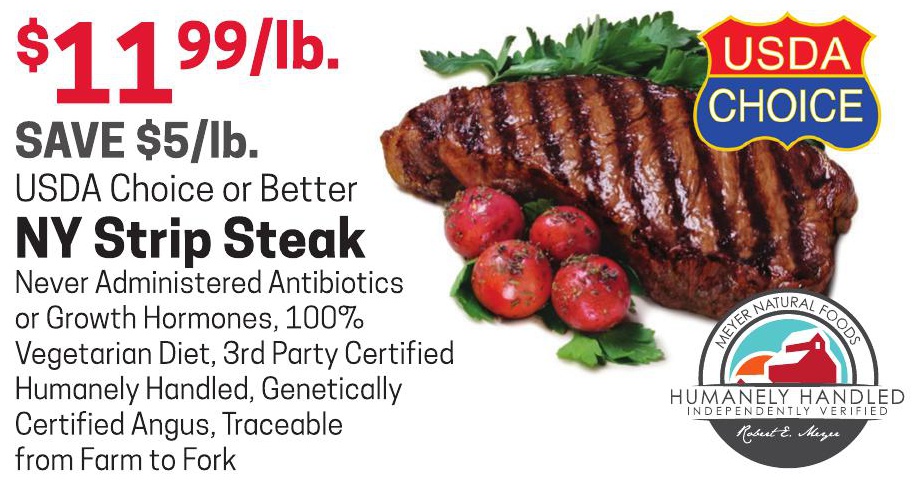 $11 99/lb.
SAVE $5/lb.
USDA Choice or Better
NY Strip Steak
Never Administered Antibiotics
or Growth Hormones, 100%
Vegetarian Diet, 3rd Party Certified
Humanely Handled, Genetically
Certified Angus, Traceable
from Farm to Fork
USDA
CHOICE
MEYER NATURAL FOODS
HUMANELY HANDLED
INDEPENDENTLY VERIFIED
Robert E. Meyer